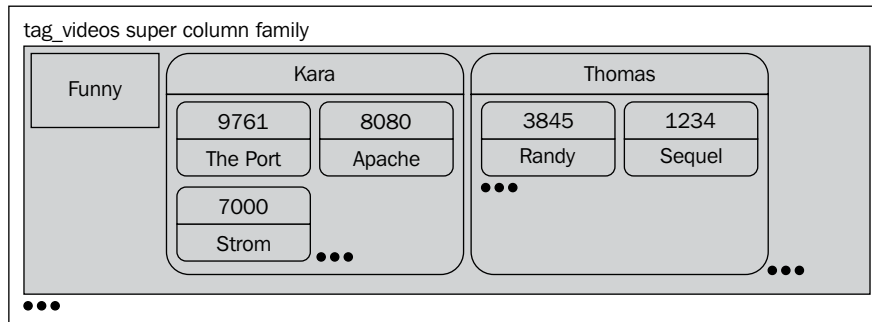 tag_videos super column family
Funny
Kara
9761
The Port
8080
Apache
7000
Strom
Thomas
3845
Randy
1234
Sequel